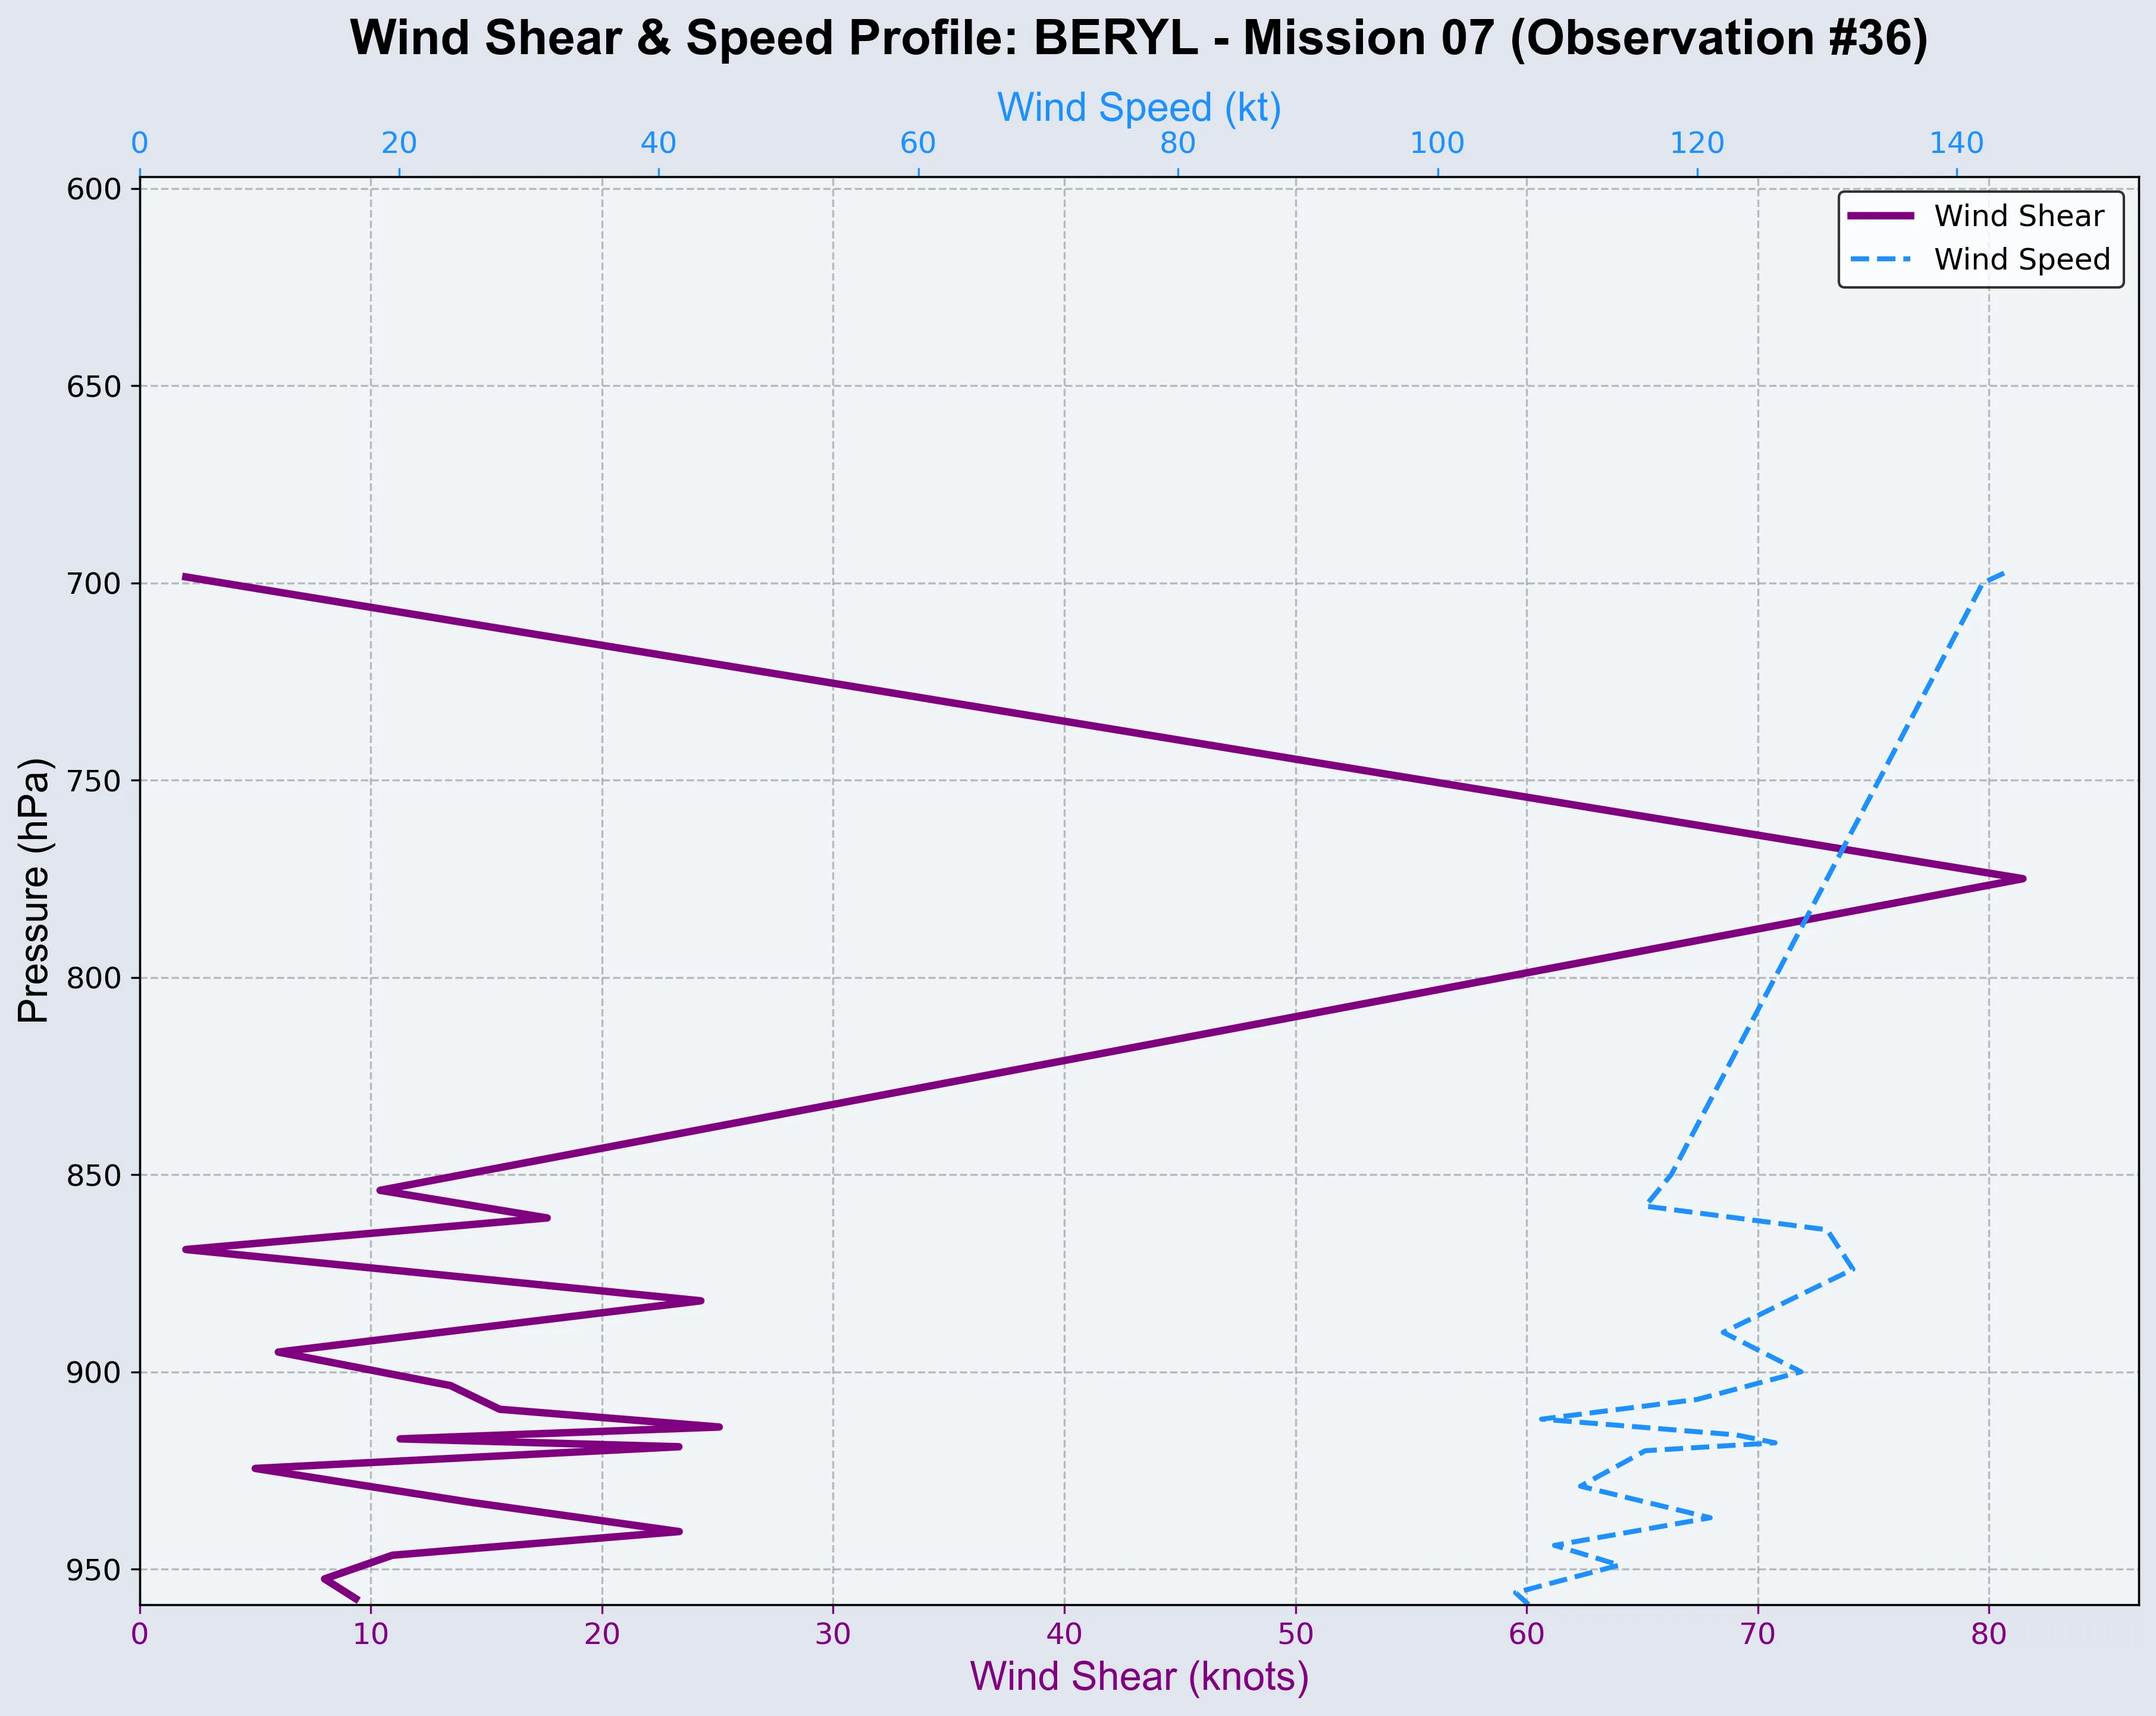 Wind Shear & Speed Profile: BERYL - Mission 07 (Observation #36)
Wind Speed (kt)
0 20 40 60 80 100 120 140
Wind Shear
Wind Speed
Pressure (hPa)
600
650
700
750
800
850
900
950
0 10 20 30 40 50 60 70 80
Wind Shear (knots)